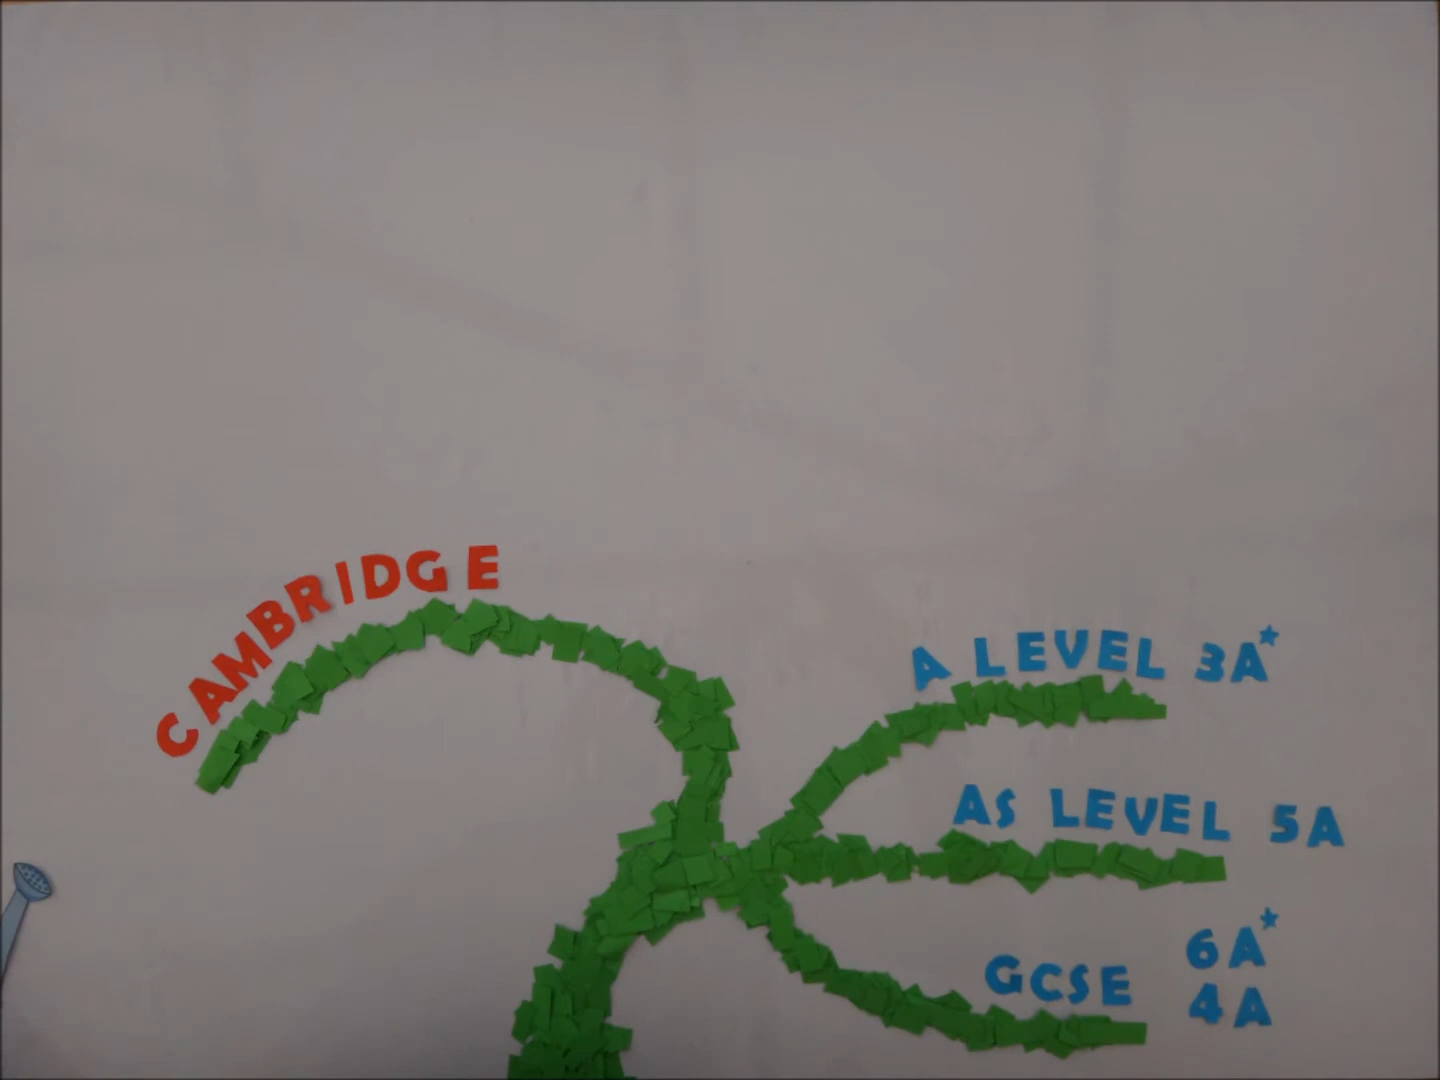 CAMBRIDGE
A LEVEL 3A*
AS LEVEL 5A
GCSE 6A*
4A